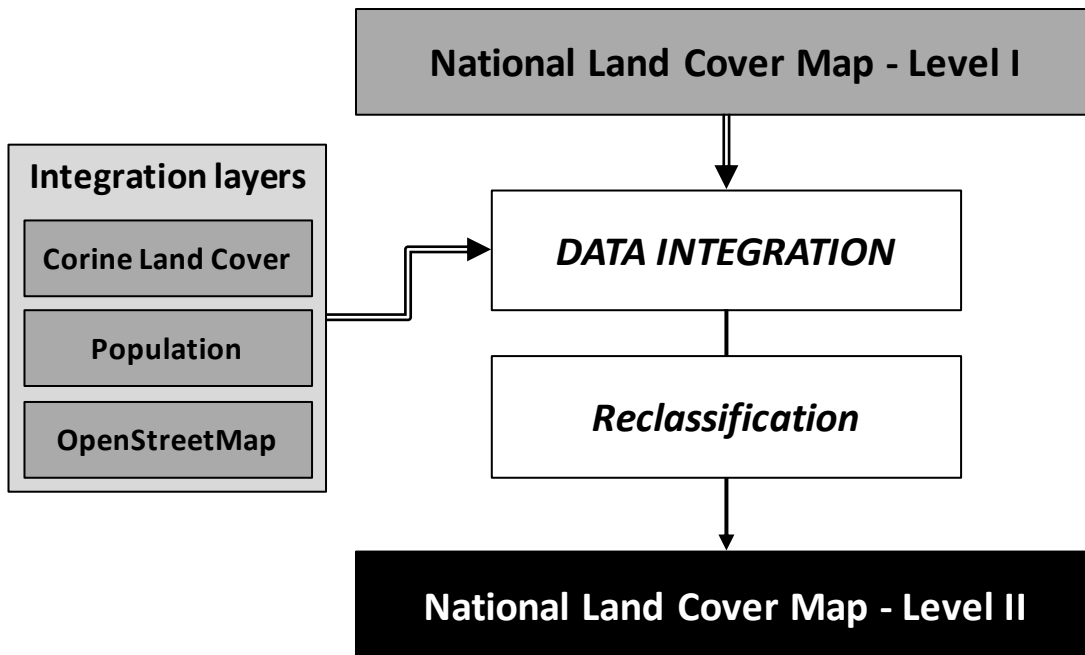 National Land Cover Map - Level I
Integration layers
Corine Land Cover
Population
OpenStreetMap
DATA INTEGRATION
Reclassification
National Land Cover Map - Level II